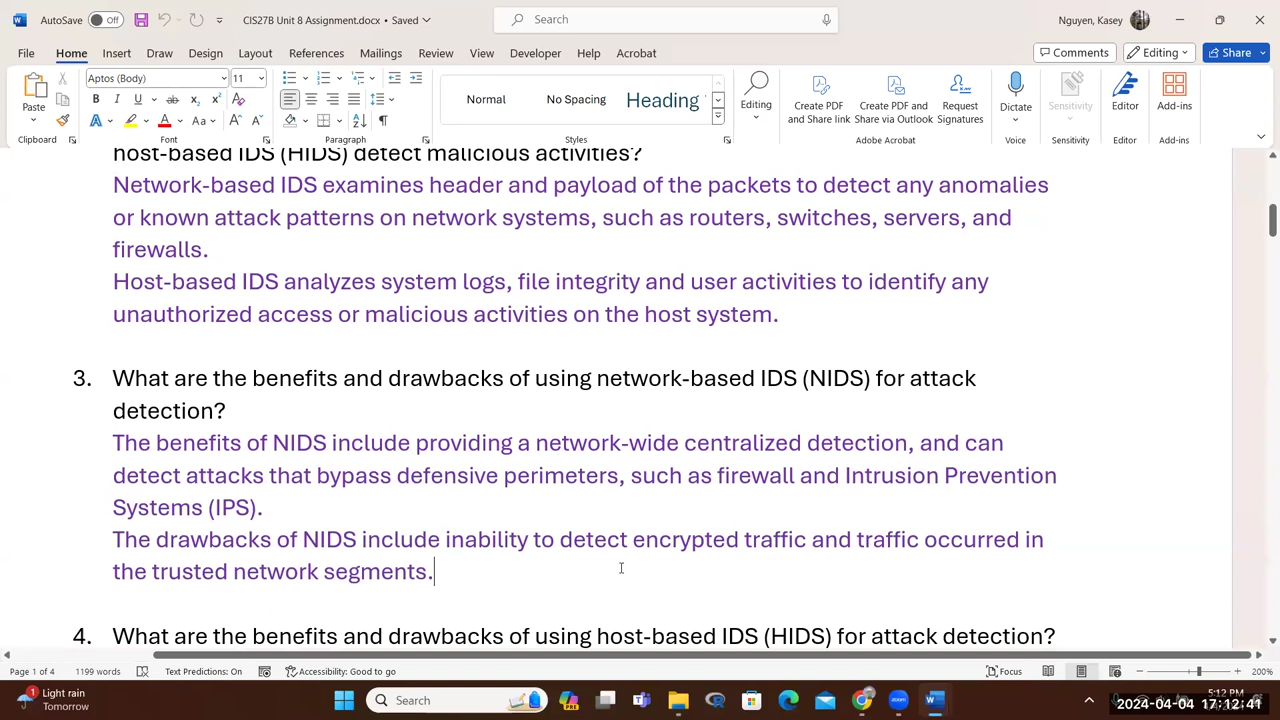 AutoSave Off CIS27B Unit 8 Assignment.docx • Saved Search Nguyen, Kasey
File Home Insert Draw Design Layout References Mailings Review View Developer Help Acrobat Comments Editing Share
Aptos (Body) 11
Paste B I U ab x₂ x² A Aa A A
Normal No Spacing Heading
Editing Create PDF and Share link Create PDF and Share via Outlook Request Signatures Dictate Sensitivity Editor Add-ins
Clipboard Font Paragraph Styles Adobe Acrobat Voice Sensitivity Editor Add-ins
host-based IDS (HIDS) detect malicious activities?
Network-based IDS examines header and payload of the packets to detect any anomalies
or known attack patterns on network systems, such as routers, switches, servers, and
firewalls.
Host-based IDS analyzes system logs, file integrity and user activities to identify any
unauthorized access or malicious activities on the host system.
3. What are the benefits and drawbacks of using network-based IDS (NIDS) for attack
detection?
The benefits of NIDS include providing a network-wide centralized detection, and can
detect attacks that bypass defensive perimeters, such as firewall and Intrusion Prevention
Systems (IPS).
The drawbacks of NIDS include inability to detect encrypted traffic and traffic occurred in
the trusted network segments.
4. What are the benefits and drawbacks of using host-based IDS (HIDS) for attack detection?
Page 1 of 4 1199 words Text Predictions: On Accessibility: Good to go Focus 200%
1 Light rain Tomorrow Search PRE 5:12 PM
2024-04-04 17:12:41